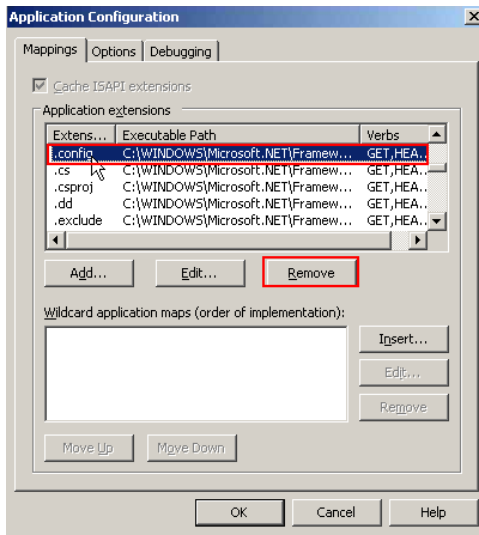 Application Configuration
Mappings Options Debugging
Cache ISAPI extensions
Application extensions
Extens... Executable Path Verbs
.config C:\WINDOWS\Microsoft.NET\Framew... GET,HEA..
.cs C:\WINDOWS\Microsoft.NET\Framew... GET,HEA..
.csproj C:\WINDOWS\Microsoft.NET\Framew... GET,HEA..
.dd C:\WINDOWS\Microsoft.NET\Framew... GET,HEA..
.exclude C:\WINDOWS\Microsoft.NET\Framew... GET,HEA..
Add... Edit... Remove
Wildcard application maps (order of implementation):
Insert...
Edit...
Remove
Move Up Move Down
OK Cancel Help